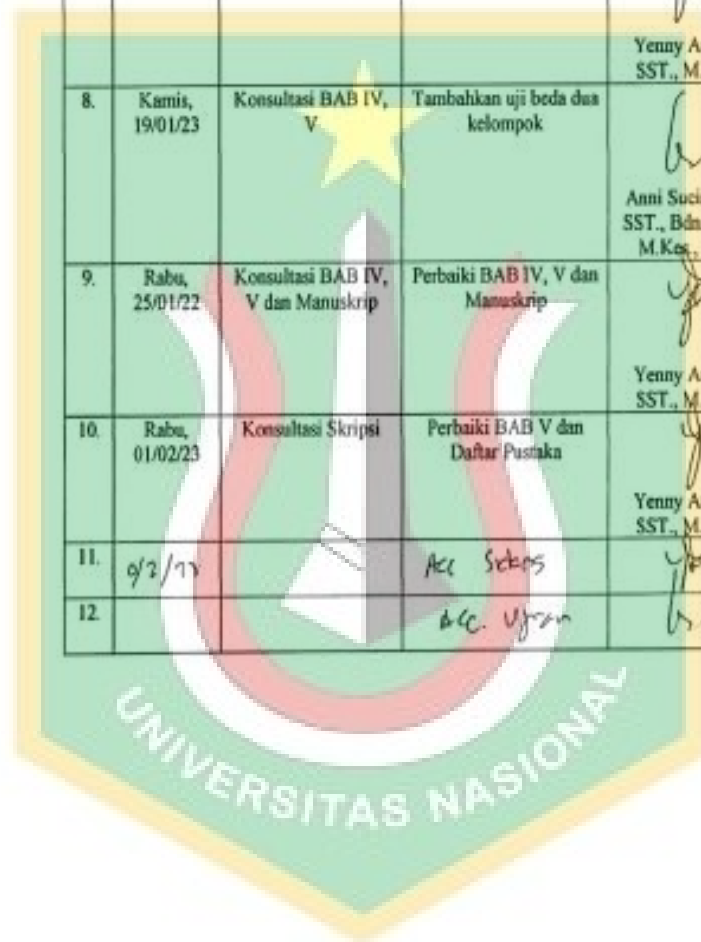 Yenny A
SST., M.
8. Kamis, Konsultasi BAB IV, Tambahkan uji beda dua
19/01/23 V kelompok
Anni Suci
SST., Bdn
M.Kes
9. Rabu, Konsultasi BAB IV, Perbaiki BAB IV, V dan
25/01/22 V dan Manuskrip Manuskrip
Yenny A
SST., M.
10. Rabu, Konsultasi Skripsi Perbaiki BAB V dan
01/02/23 Daftar Pustaka
Yenny A
SST., M.
11. Acc
12. Acc.
UNIVERSITAS NASIONAL